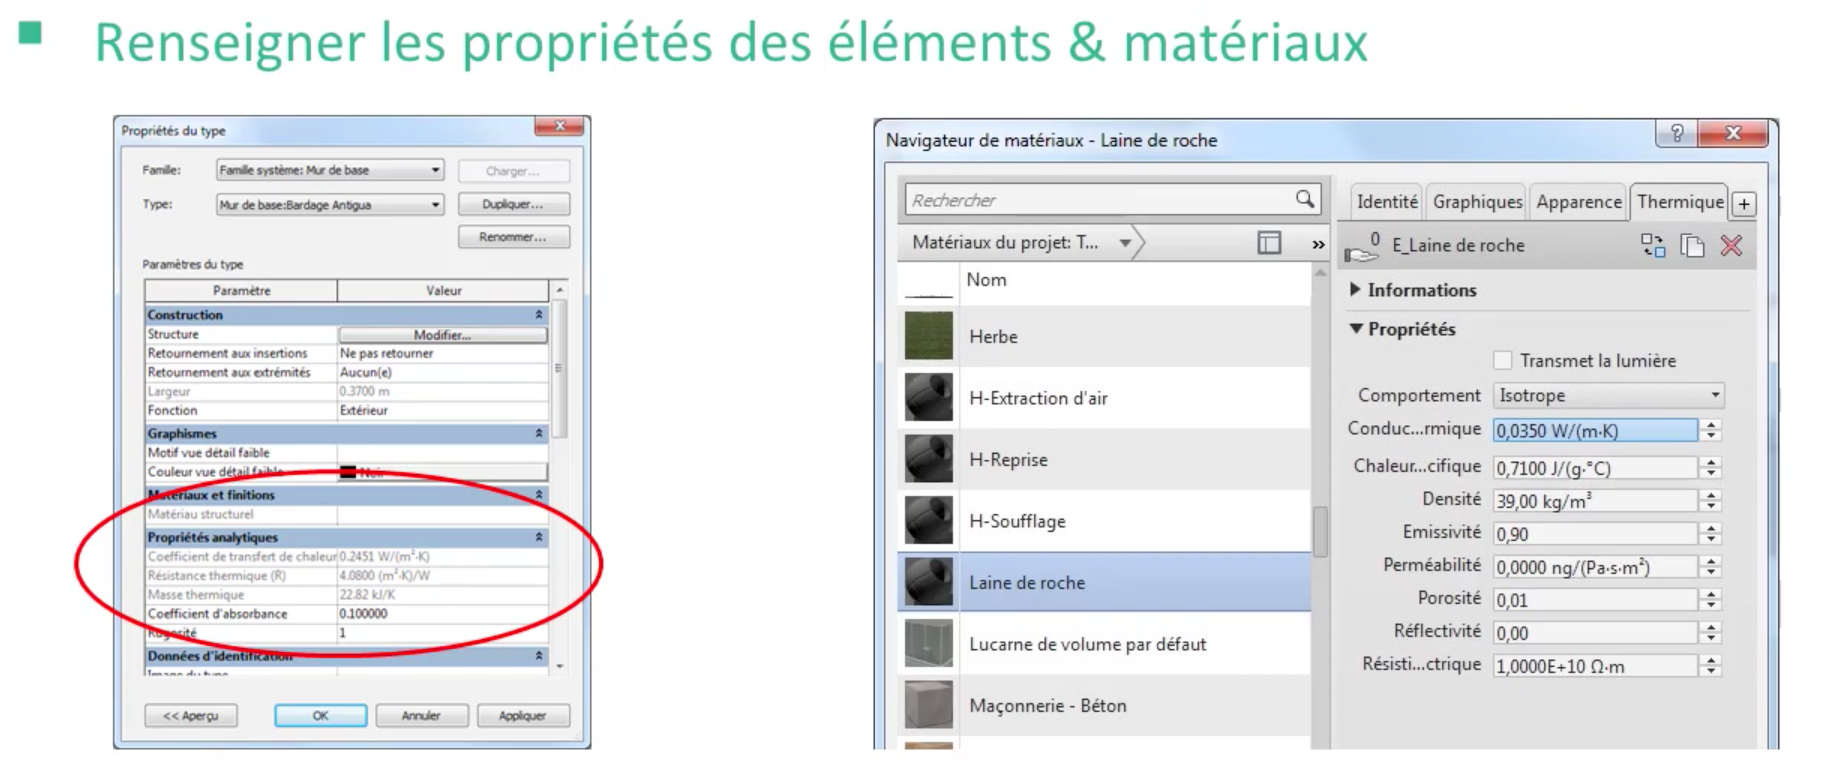 Renseigner les propriétés des éléments & matériaux
Propriétés du type
Famille: Famille système: Mur de base Charger...
Type: Mur de base:Bardage Antigua Dupliquer...
Renommer...
Paramètres du type
Paramètre Valeur
Construction
Structure Modifier...
Retournement aux insertions Ne pas retourner
Retournement aux extrémités Aucun(e)
Largeur 0.3700 m
Fonction Extérieur
Graphismes
Motif vue détail faible
Couleur vue détail faible Noir
Matériaux et finitions
Matériau structurel
Propriétés analytiques
Coefficient de transfert de chaleur 0.2451 W/(m²·K)
Résistance thermique (R) 4.0800 (m²·K)/W
Masse thermique 22.82 kJ/K
Coefficient d'absorbance 0.100000
Rugosité 1
Données d'identification
Image du type
<< Aperçu OK Annuler Appliquer
Navigateur de matériaux - Laine de roche
Rechercher
Matériaux du projet: T... »
Nom
Herbe
H-Extraction d'air
H-Reprise
H-Soufflage
Laine de roche
Lucarne de volume par défaut
Maçonnerie - Béton
Identité Graphiques Apparence Thermique +
0 E_Laine de roche
Informations
Propriétés
Transmet la lumière
Comportement Isotrope
Conduc...rmique 0,0350 W/(m·K)
Chaleur...cifique 0,7100 J/(g·°C)
Densité 39,00 kg/m³
Emissivité 0,90
Perméabilité 0,0000 ng/(Pa·s·m²)
Porosité 0,01
Réflectivité 0,00
Résisti...ctrique 1,0000E+10 Ω·m